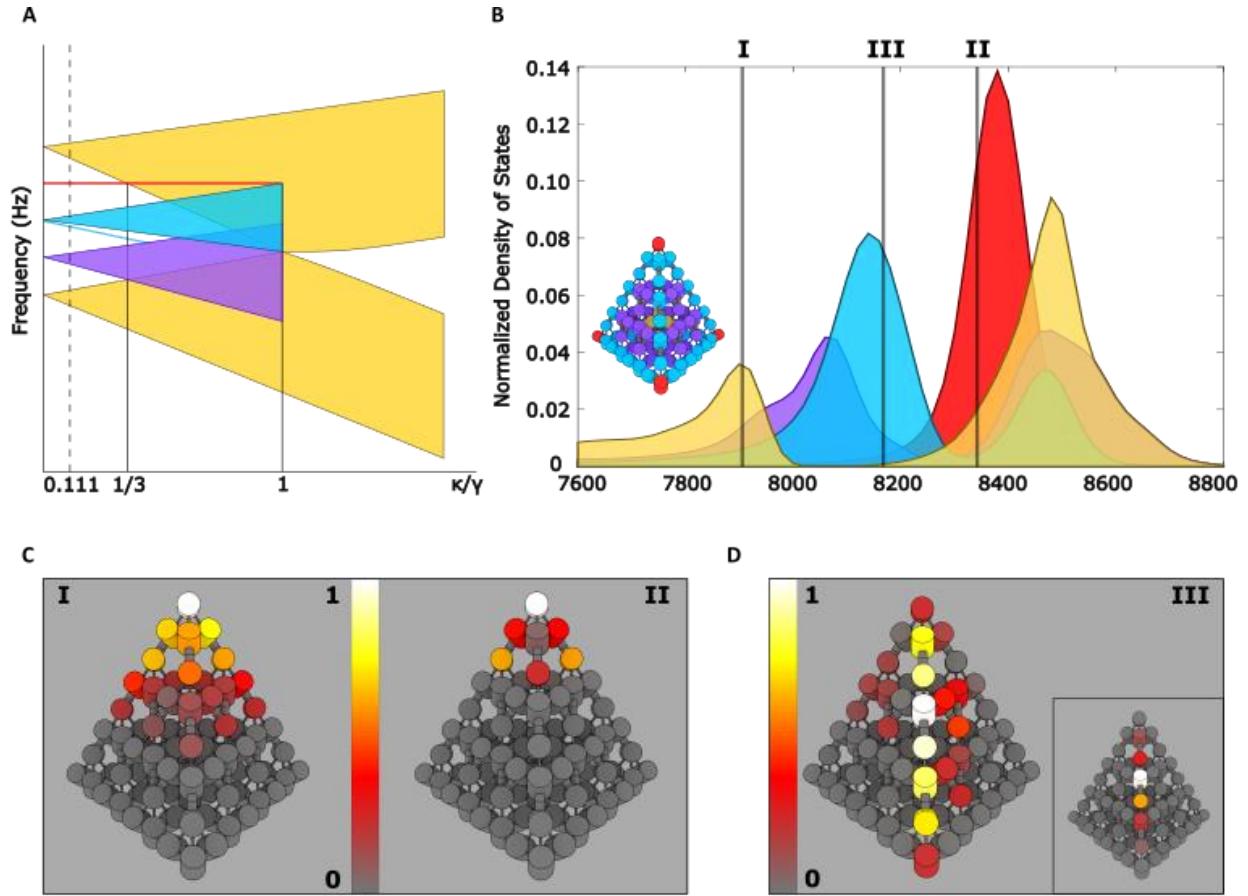 A
Frequency (Hz)
0.111 1/3 1 κ/γ
B
I III II
Normalized Density of States
0.14
0.12
0.10
0.08
0.06
0.04
0.02
0
7600 7800 8000 8200 8400 8600 8800
C
I 1 II
0
D
1 III
0